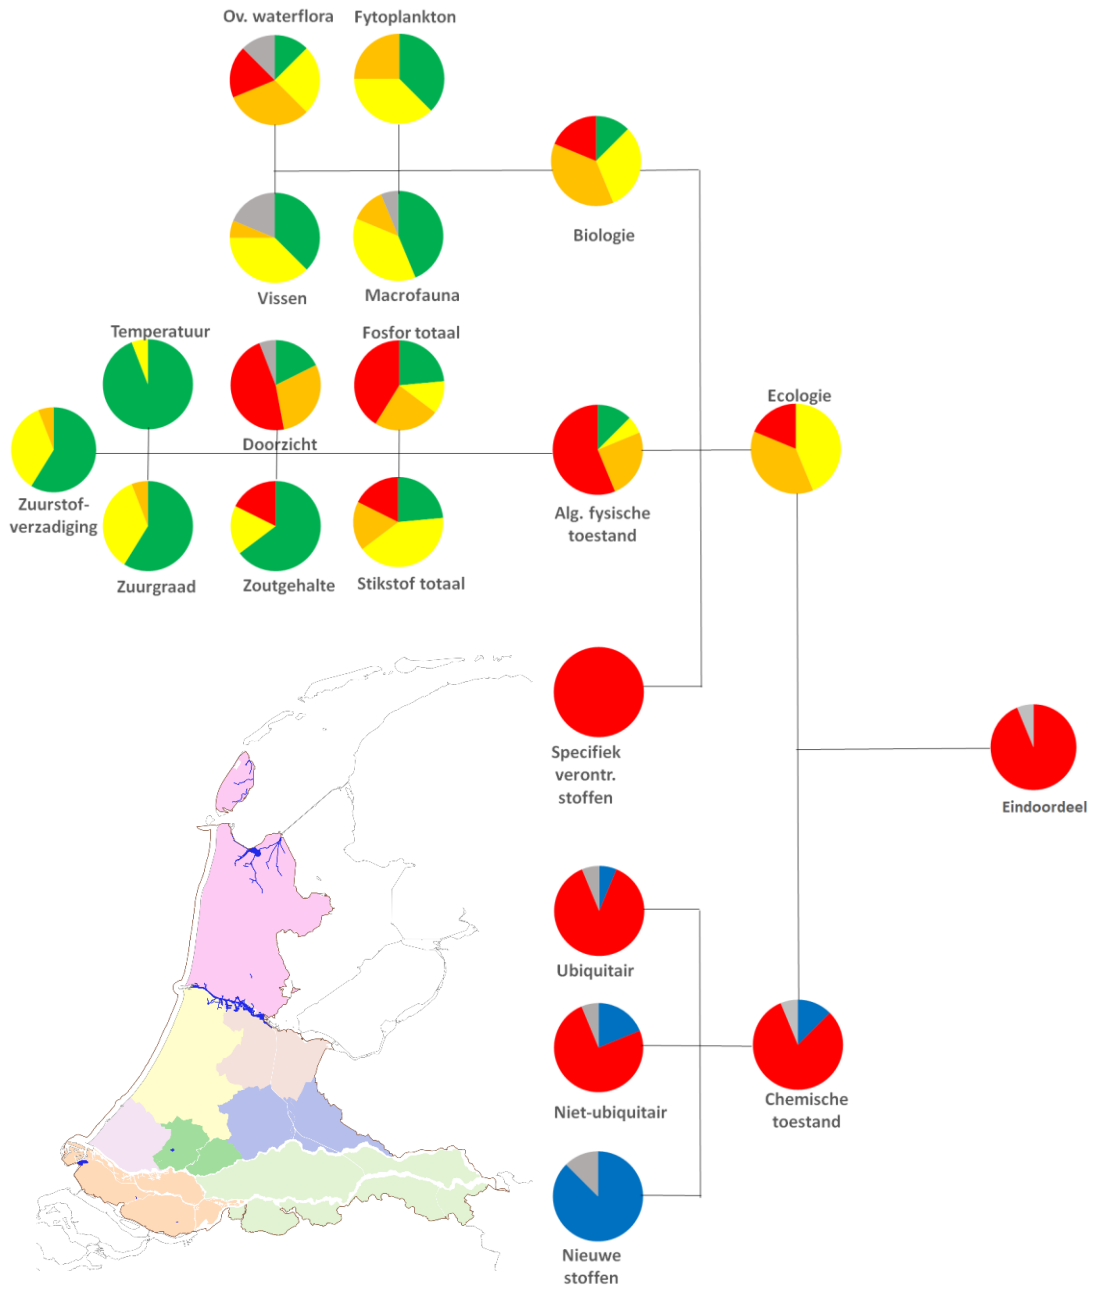 Ov. waterflora
Fytoplankton
Vissen
Macrofauna
Biologie
Temperatuur
Fosfor totaal
Doorzicht
Zuurstof-
verzadiging
Zuurgraad
Zoutgehalte
Stikstof totaal
Alg. fysische
toestand
Ecologie
Specifiek
verontr.
stoffen
Eindoordeel
Ubiquitair
Niet-ubiquitair
Chemische
toestand
Nieuwe
stoffen